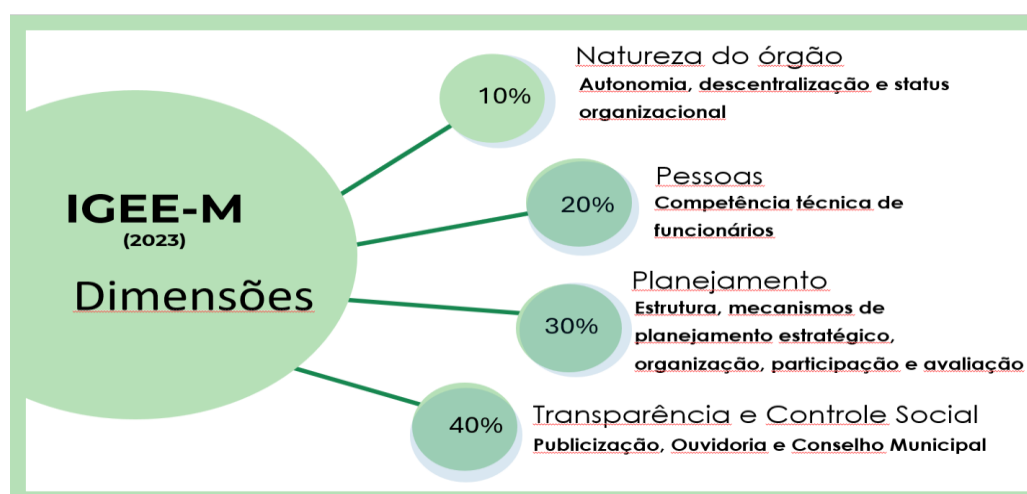 IGEE-M
(2023)
Dimensões
10%
Natureza do órgão
Autonomia, descentralização e status
organizacional
20%
Pessoas
Competência técnica de
funcionários
30%
Planejamento
Estrutura, mecanismos de
planejamento estratégico,
organização, participação e avaliação
40%
Transparência e Controle Social
Publicização, Ouvidoria e Conselho Municipal